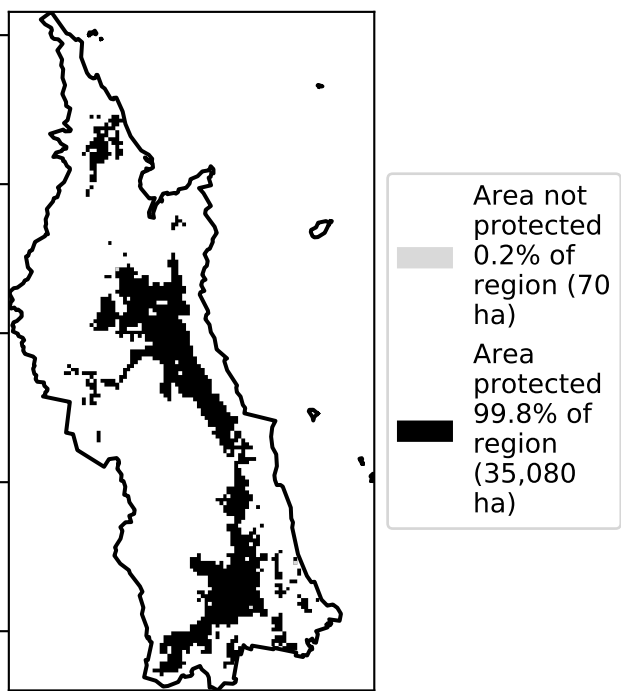 Area not
protected
0.2% of
region (70
ha)
Area
protected
99.8% of
region
(35,080
ha)